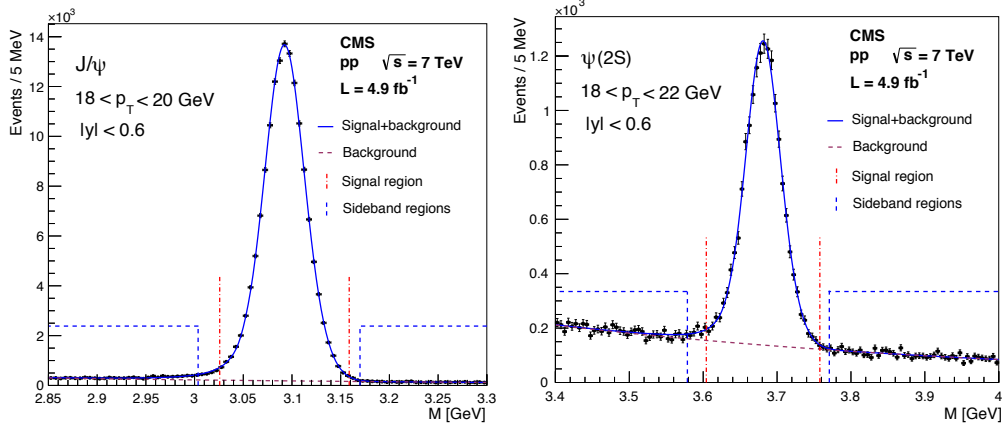 ×10³
Events / 5 MeV
14
12
10
8
6
4
2
0
J/ψ
18 < p_T < 20 GeV
|y| < 0.6
CMS
pp √s = 7 TeV
L = 4.9 fb⁻¹
Signal+background
Background
Signal region
Sideband regions
2.85 2.9 2.95 3 3.05 3.1 3.15 3.2 3.25 3.3
M [GeV]
×10³
Events / 5 MeV
1.2
1
0.8
0.6
0.4
0.2
0
ψ(2S)
18 < p_T < 22 GeV
|y| < 0.6
CMS
pp √s = 7 TeV
L = 4.9 fb⁻¹
Signal+background
Background
Signal region
Sideband regions
3.4 3.5 3.6 3.7 3.8 3.9 4
M [GeV]